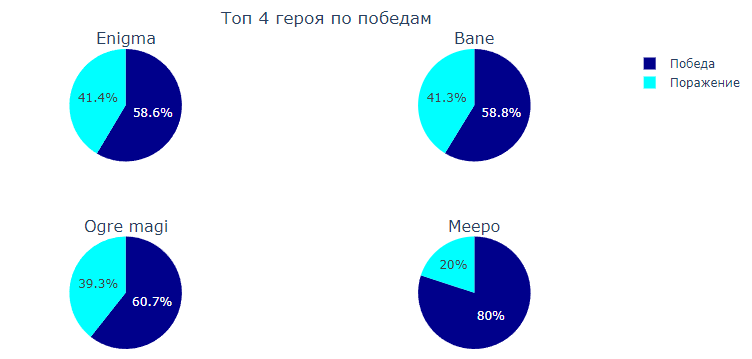 Топ 4 героя по победам
Enigma
Bane
Победа
Поражение
41.4%
58.6%
41.3%
58.8%
Ogre magi
Meepo
39.3%
60.7%
20%
80%